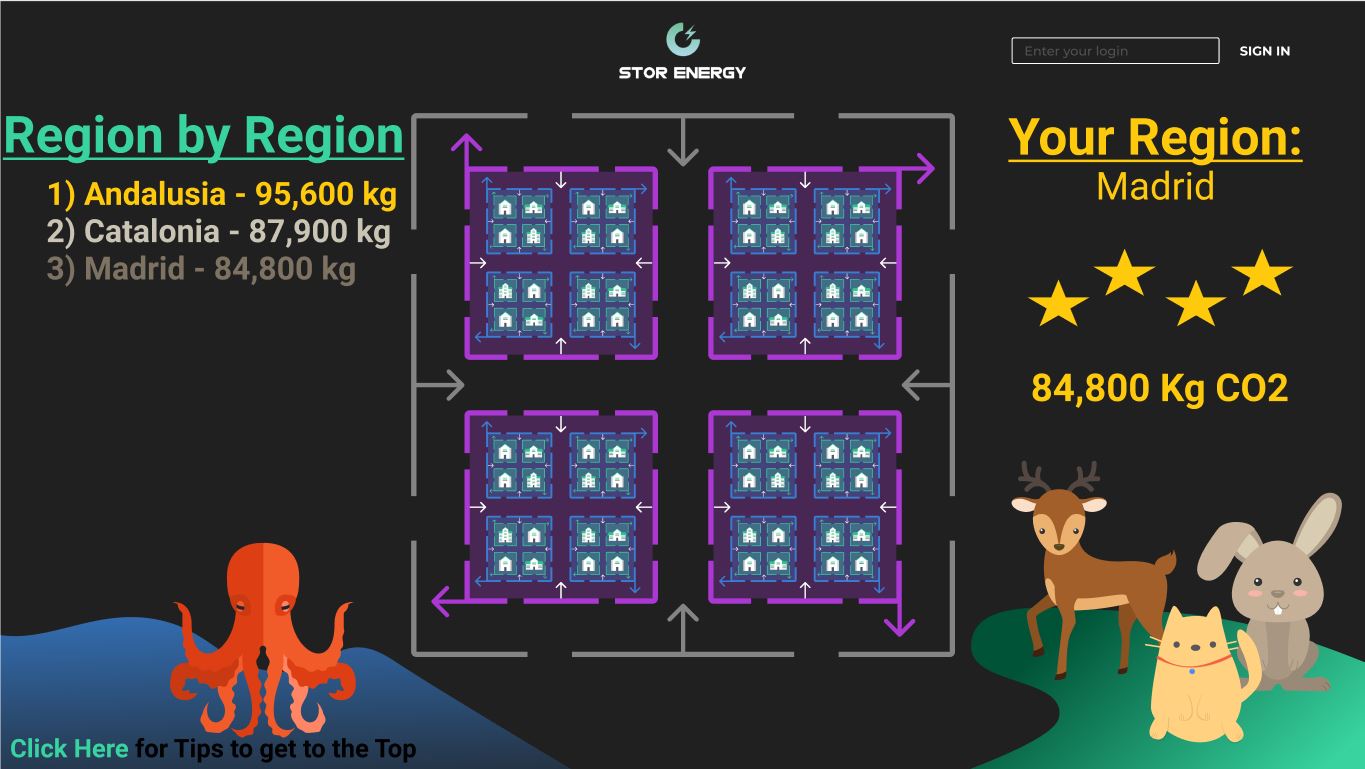 STOR ENERGY
Enter your login
SIGN IN
Region by Region
1) Andalusia - 95,600 kg
2) Catalonia - 87,900 kg
3) Madrid - 84,800 kg
Your Region:
Madrid
84,800 Kg CO2
Click Here for Tips to get to the Top